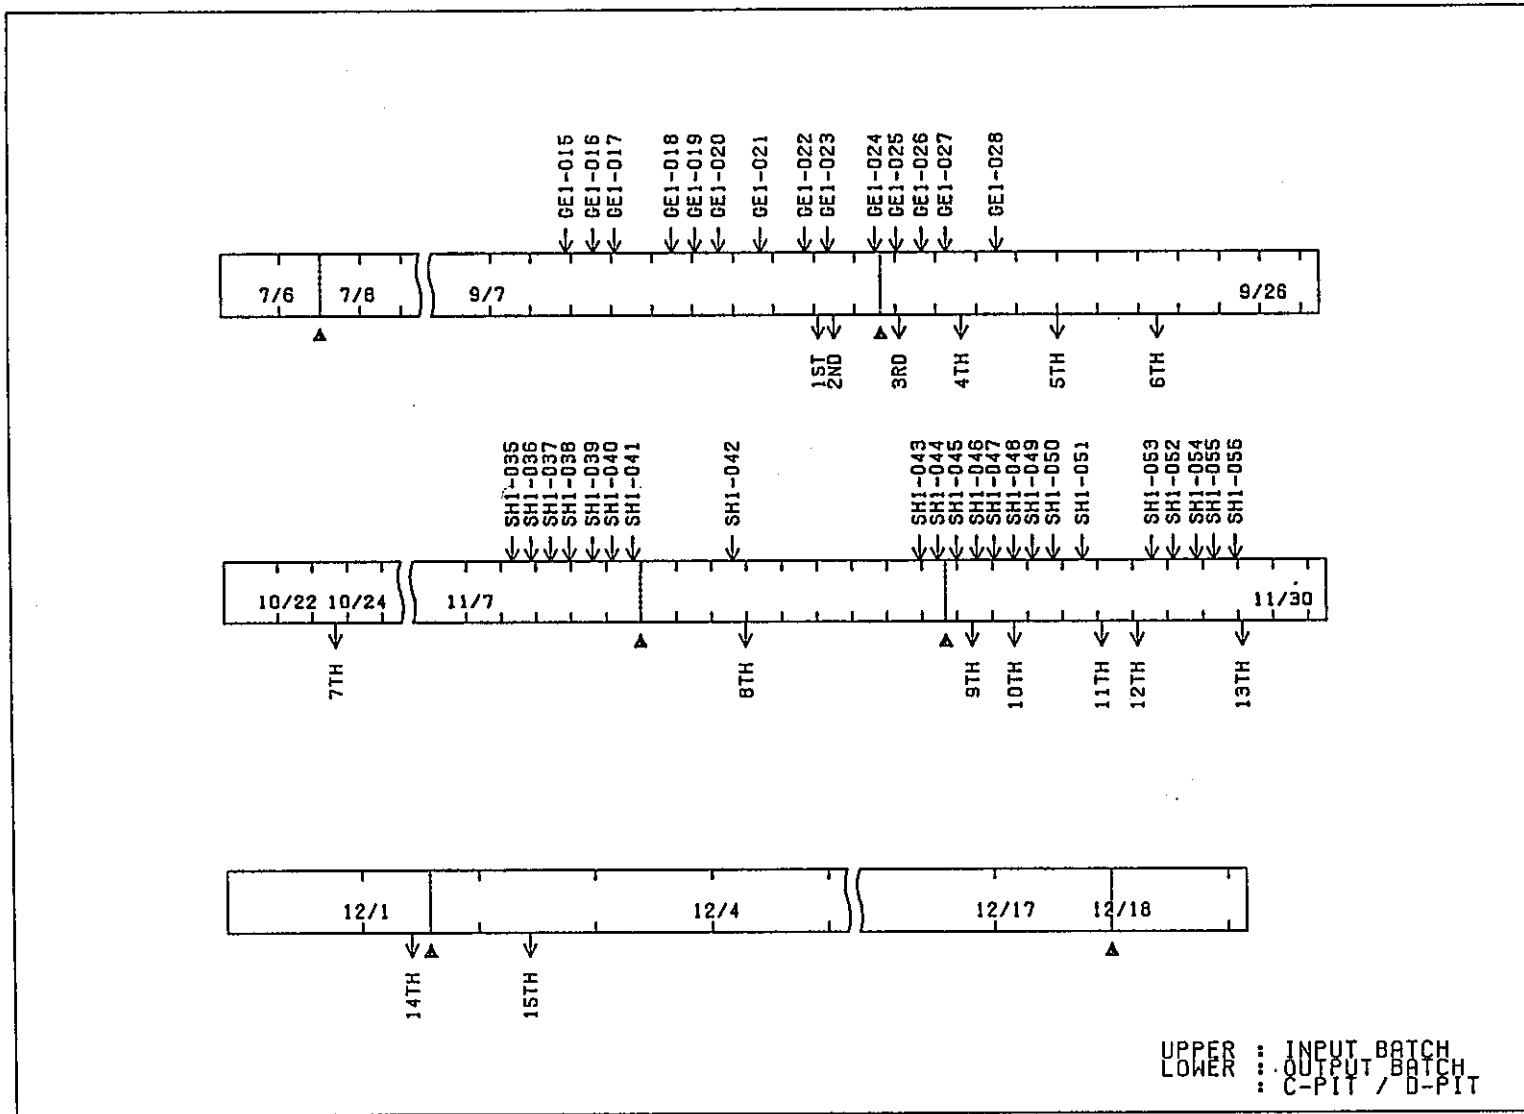 GE1-015
GE1-016
GE1-017
GE1-018
GE1-019
GE1-020
GE1-021
GE1-022
GE1-023
GE1-024
GE1-025
GE1-026
GE1-027
GE1-028
7/6
7/8
9/7
9/26
1ST
2ND
3RD
4TH
5TH
6TH
SH1-035
SH1-036
SH1-037
SH1-038
SH1-039
SH1-040
SH1-041
SH1-042
SH1-043
SH1-044
SH1-045
SH1-046
SH1-047
SH1-048
SH1-049
SH1-050
SH1-051
SH1-053
SH1-052
SH1-054
SH1-055
SH1-056
10/22
10/24
11/7
11/30
7TH
8TH
9TH
10TH
11TH
12TH
13TH
12/1
12/4
12/17
12/18
14TH
15TH
UPPER : INPUT BATCH
LOWER : OUTPUT BATCH
: C-PIT / D-PIT